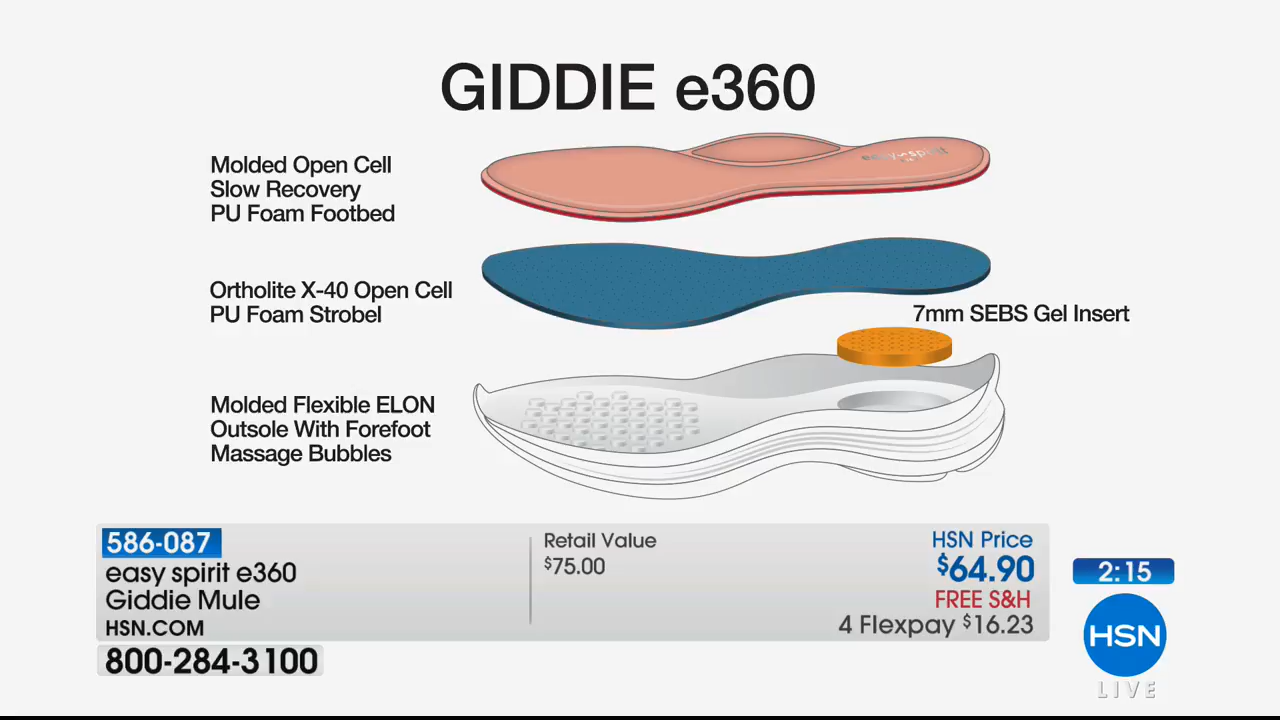 GIDDIE e360
Molded Open Cell
Slow Recovery
PU Foam Footbed
easy spirit
Ortholite X-40 Open Cell
PU Foam Strobel
7mm SEBS Gel Insert
Molded Flexible ELON
Outsole With Forefoot
Massage Bubbles
586-087
easy spirit e360
Giddie Mule
HSN.COM
800-284-3100
Retail Value
$75.00
HSN Price
$64.90
FREE S&H
4 Flexpay $16.23
2:15
HSN
LIVE